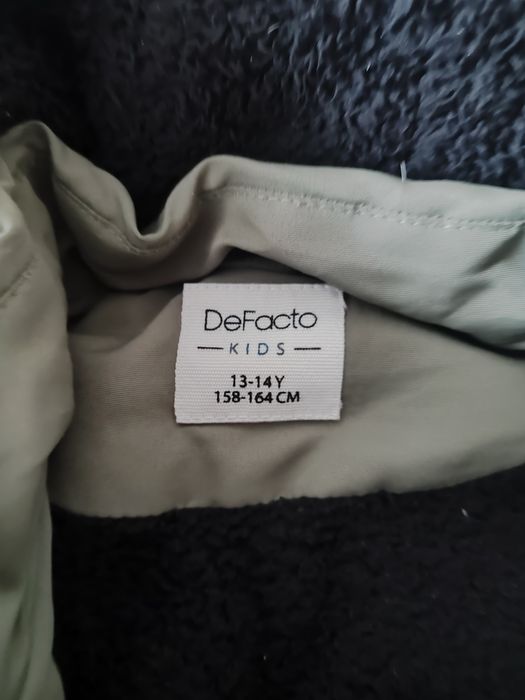 DeFacto
— KIDS —
13-14Y
158-164 CM